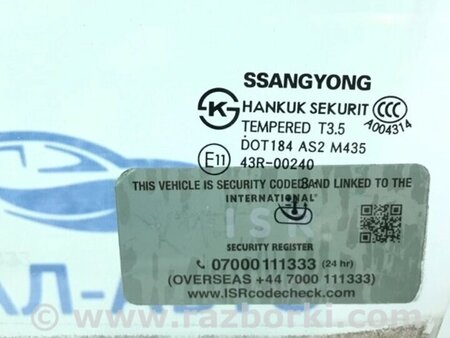 SSANGYONG
HANKUK SEKURIT
TEMPERED T3.5
A004314
DOT184 AS2 M435
E11 43R-00240
THIS VEHICLE IS SECURITY CODED AND LINKED TO THE
INTERNATIONAL
I S R
SECURITY REGISTER
07000111333 (24 hr)
(OVERSEAS +44 7000 111333)
www.ISRcodecheck.com
www.razborki.com